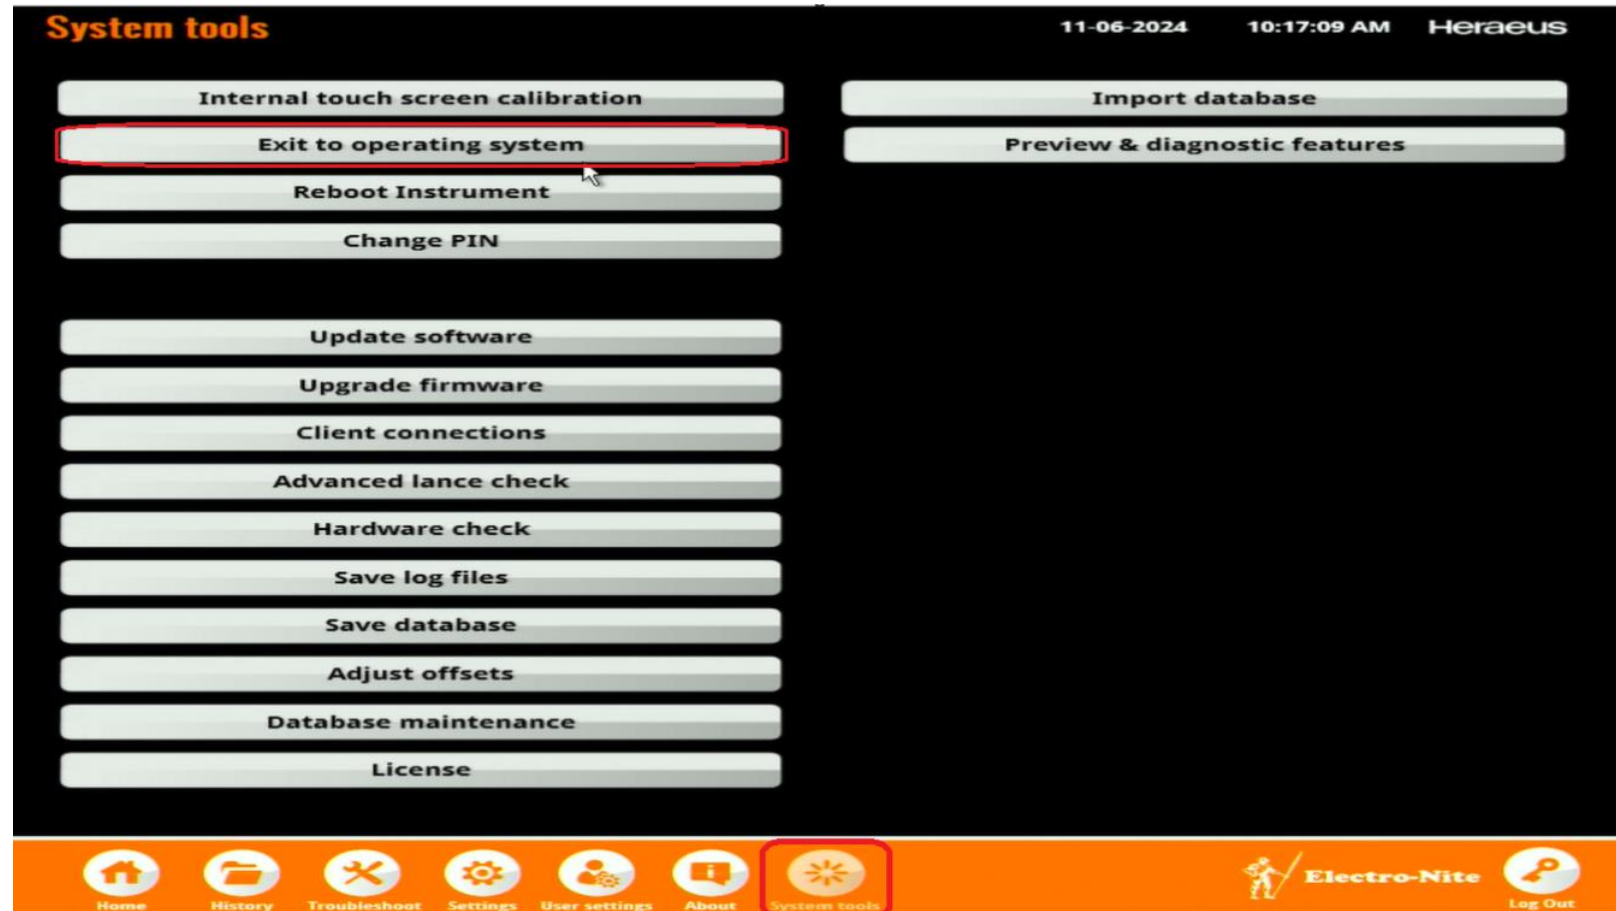 System tools
11-06-2024 10:17:09 AM Heraeus
Internal touch screen calibration
Exit to operating system
Reboot Instrument
Change PIN
Update software
Upgrade firmware
Client connections
Advanced lance check
Hardware check
Save log files
Save database
Adjust offsets
Database maintenance
License
Import database
Preview & diagnostic features
Home
History
Troubleshoot
Settings
User settings
About
System tools
Electro-Nite
Log Out